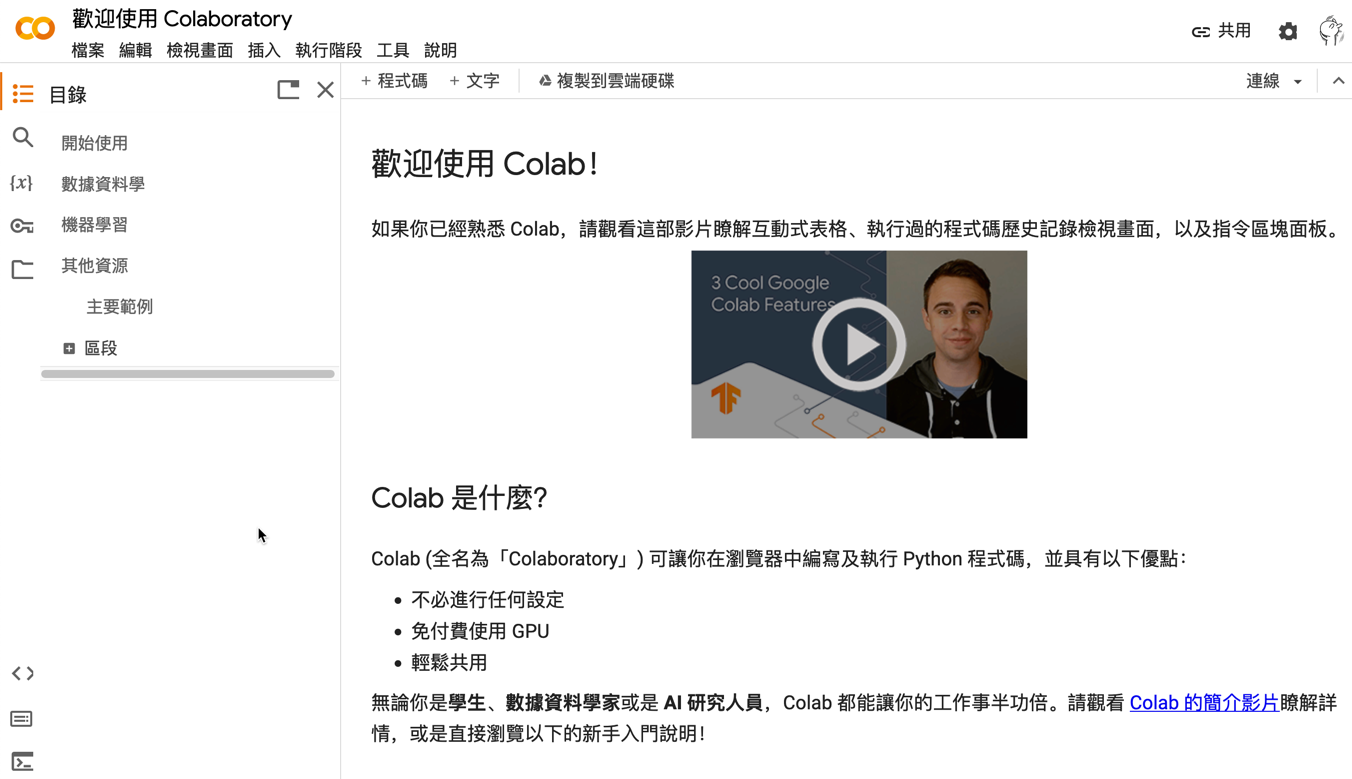 歡迎使用 Colaboratory
檔案 編輯 檢視畫面 插入 執行階段 工具 說明
共用
目錄
開始使用
數據資料學
機器學習
其他資源
主要範例
區段
+ 程式碼 + 文字 複製到雲端硬碟
連線
歡迎使用 Colab！
如果你已經熟悉 Colab，請觀看這部影片瞭解互動式表格、執行過的程式碼歷史記錄檢視畫面，以及指令區塊面板。
3 Cool Google
Colab Features
Colab 是什麼？
Colab (全名為「Colaboratory」) 可讓你在瀏覽器中編寫及執行 Python 程式碼，並具有以下優點：
• 不必進行任何設定
• 免付費使用 GPU
• 輕鬆共用
無論你是學生、數據資料學家或是 AI 研究人員，Colab 都能讓你的工作事半功倍。請觀看 Colab 的簡介影片瞭解詳
情，或是直接瀏覽以下的新手入門說明！